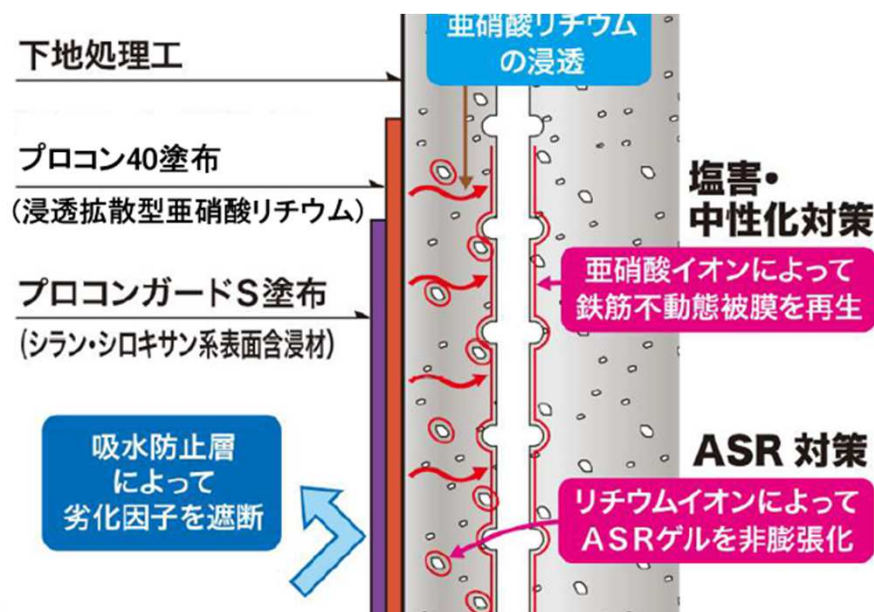 亜硝酸リチウム
の浸透
下地処理工
プロコン40塗布
(浸透拡散型亜硝酸リチウム)
プロコンガードS塗布
(シラン・シロキサン系表面含浸材)
吸水防止層
によって
劣化因子を遮断
塩害・
中性化対策
亜硝酸イオンによって
鉄筋不動態被膜を再生
ASR 対策
リチウムイオンによって
ASRゲルを非膨張化